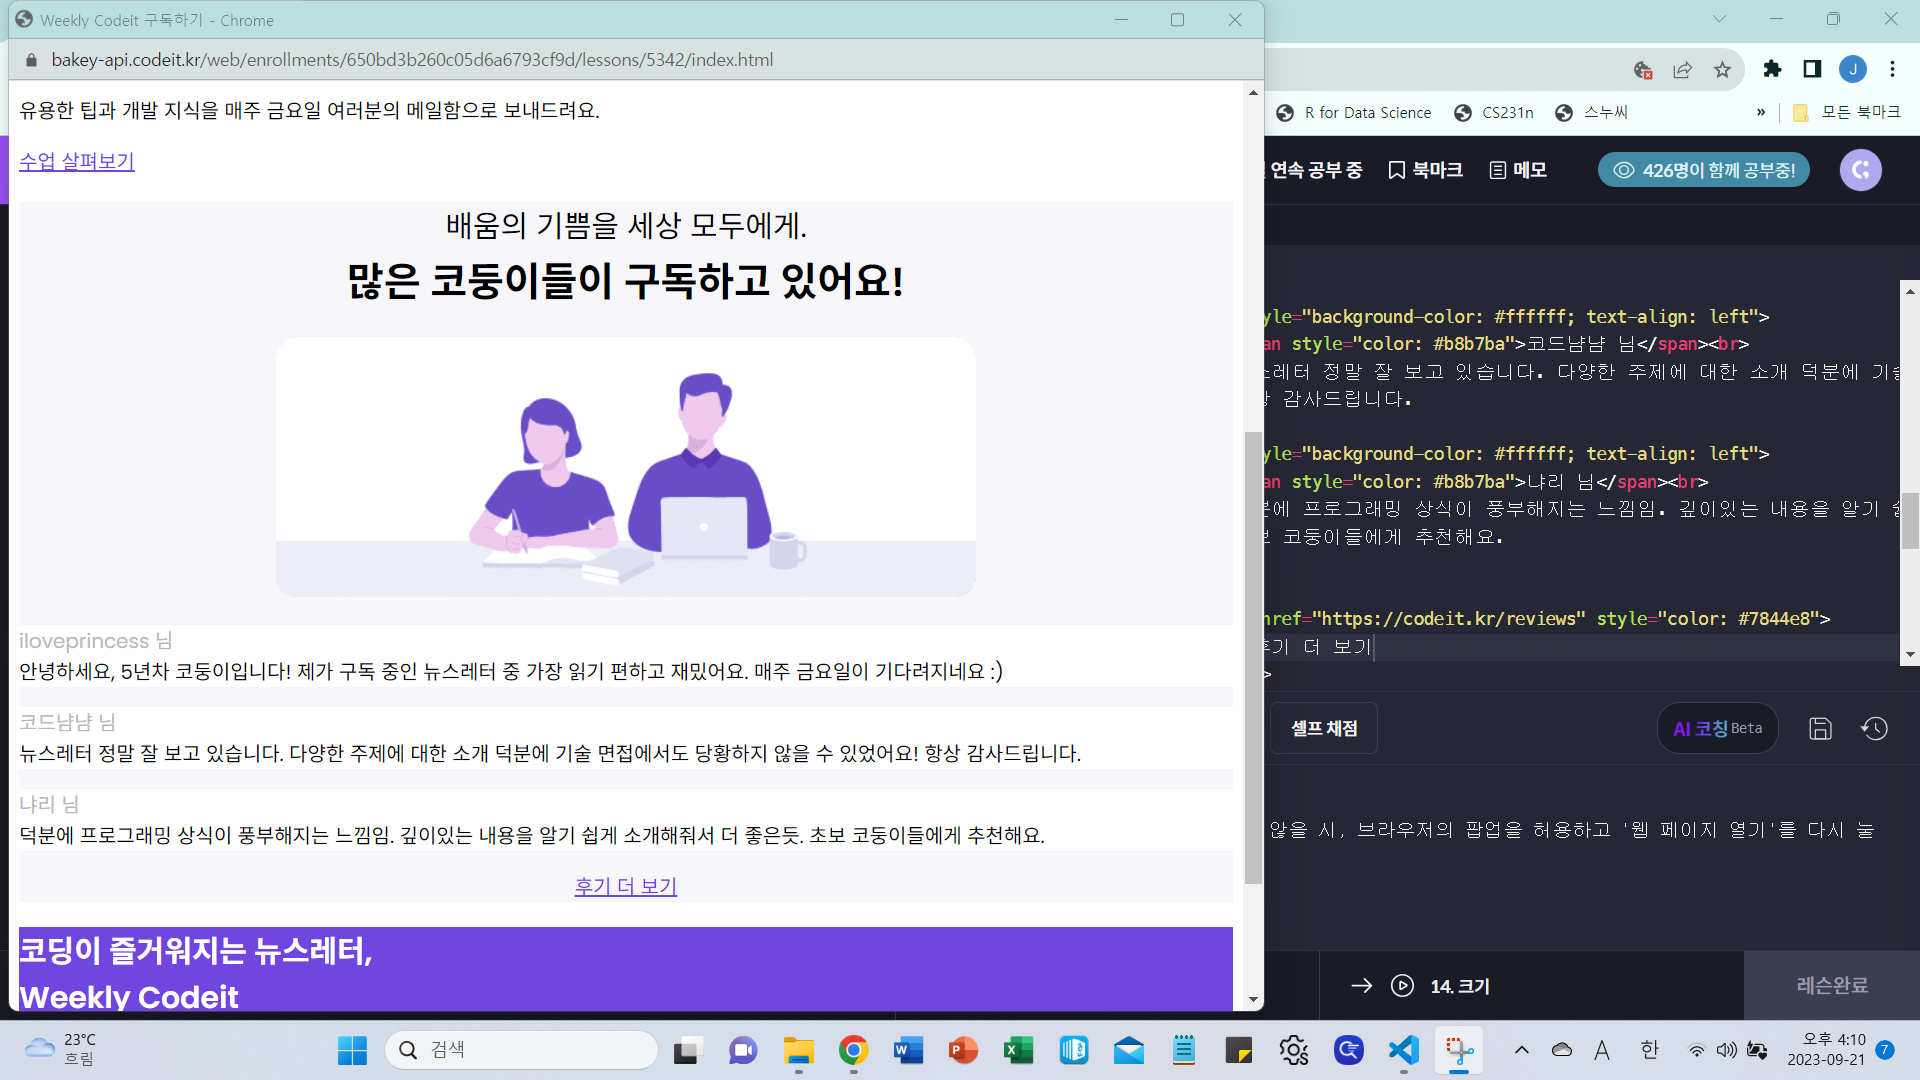 Weekly Codeit 구독하기 - Chrome
bakey-api.codeit.kr/web/enrollments/650bd3b260c05d6a6793cf9d/lessons/5342/index.html
유용한 팁과 개발 지식을 매주 금요일 여러분의 메일함으로 보내드려요.
수업 살펴보기
배움의 기쁨을 세상 모두에게.
많은 코둥이들이 구독하고 있어요!
iloveprincess 님
안녕하세요, 5년차 코둥이입니다! 제가 구독 중인 뉴스레터 중 가장 읽기 편하고 재밌어요. 매주 금요일이 기다려지네요 :)
코드냠냠 님
뉴스레터 정말 잘 보고 있습니다. 다양한 주제에 대한 소개 덕분에 기술 면접에서도 당황하지 않을 수 있었어요! 항상 감사드립니다.
냐리 님
덕분에 프로그래밍 상식이 풍부해지는 느낌임. 깊이있는 내용을 알기 쉽게 소개해줘서 더 좋은듯. 초보 코둥이들에게 추천해요.
후기 더 보기
코딩이 즐거워지는 뉴스레터,
Weekly Codeit
J
R for Data Science CS231n 스누씨 » 모든 북마크
연속 공부 중 북마크 메모 426명이 함께 공부중!
yle="background-color: #ffffff; text-align: left">
an style="color: #b8b7ba">코드냠냠 님</span><br>
스레터 정말 잘 보고 있습니다. 다양한 주제에 대한 소개 덕분에 기술
감사드립니다.
yle="background-color: #ffffff; text-align: left">
an style="color: #b8b7ba">냐리 님</span><br>
분에 프로그래밍 상식이 풍부해지는 느낌임. 깊이있는 내용을 알기 쉽
코둥이들에게 추천해요.
href="https://codeit.kr/reviews" style="color: #7844e8">
후기 더 보기
>
셀프 채점 AI 코칭 Beta
않을 시, 브라우저의 팝업을 허용하고 '웹 페이지 열기'를 다시 눌
14. 크기 레슨완료
23°C
흐림
검색
A 한
오후 4:10
2023-09-21
7